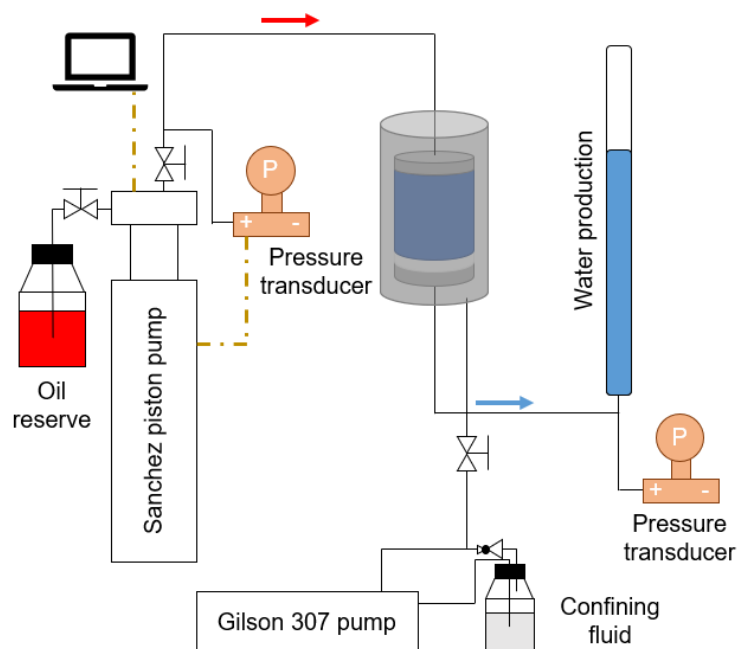 P
+ -
Pressure
transducer
Oil
reserve
Sanchez piston pump
Water production
P
+ -
Pressure
transducer
Gilson 307 pump
Confining
fluid